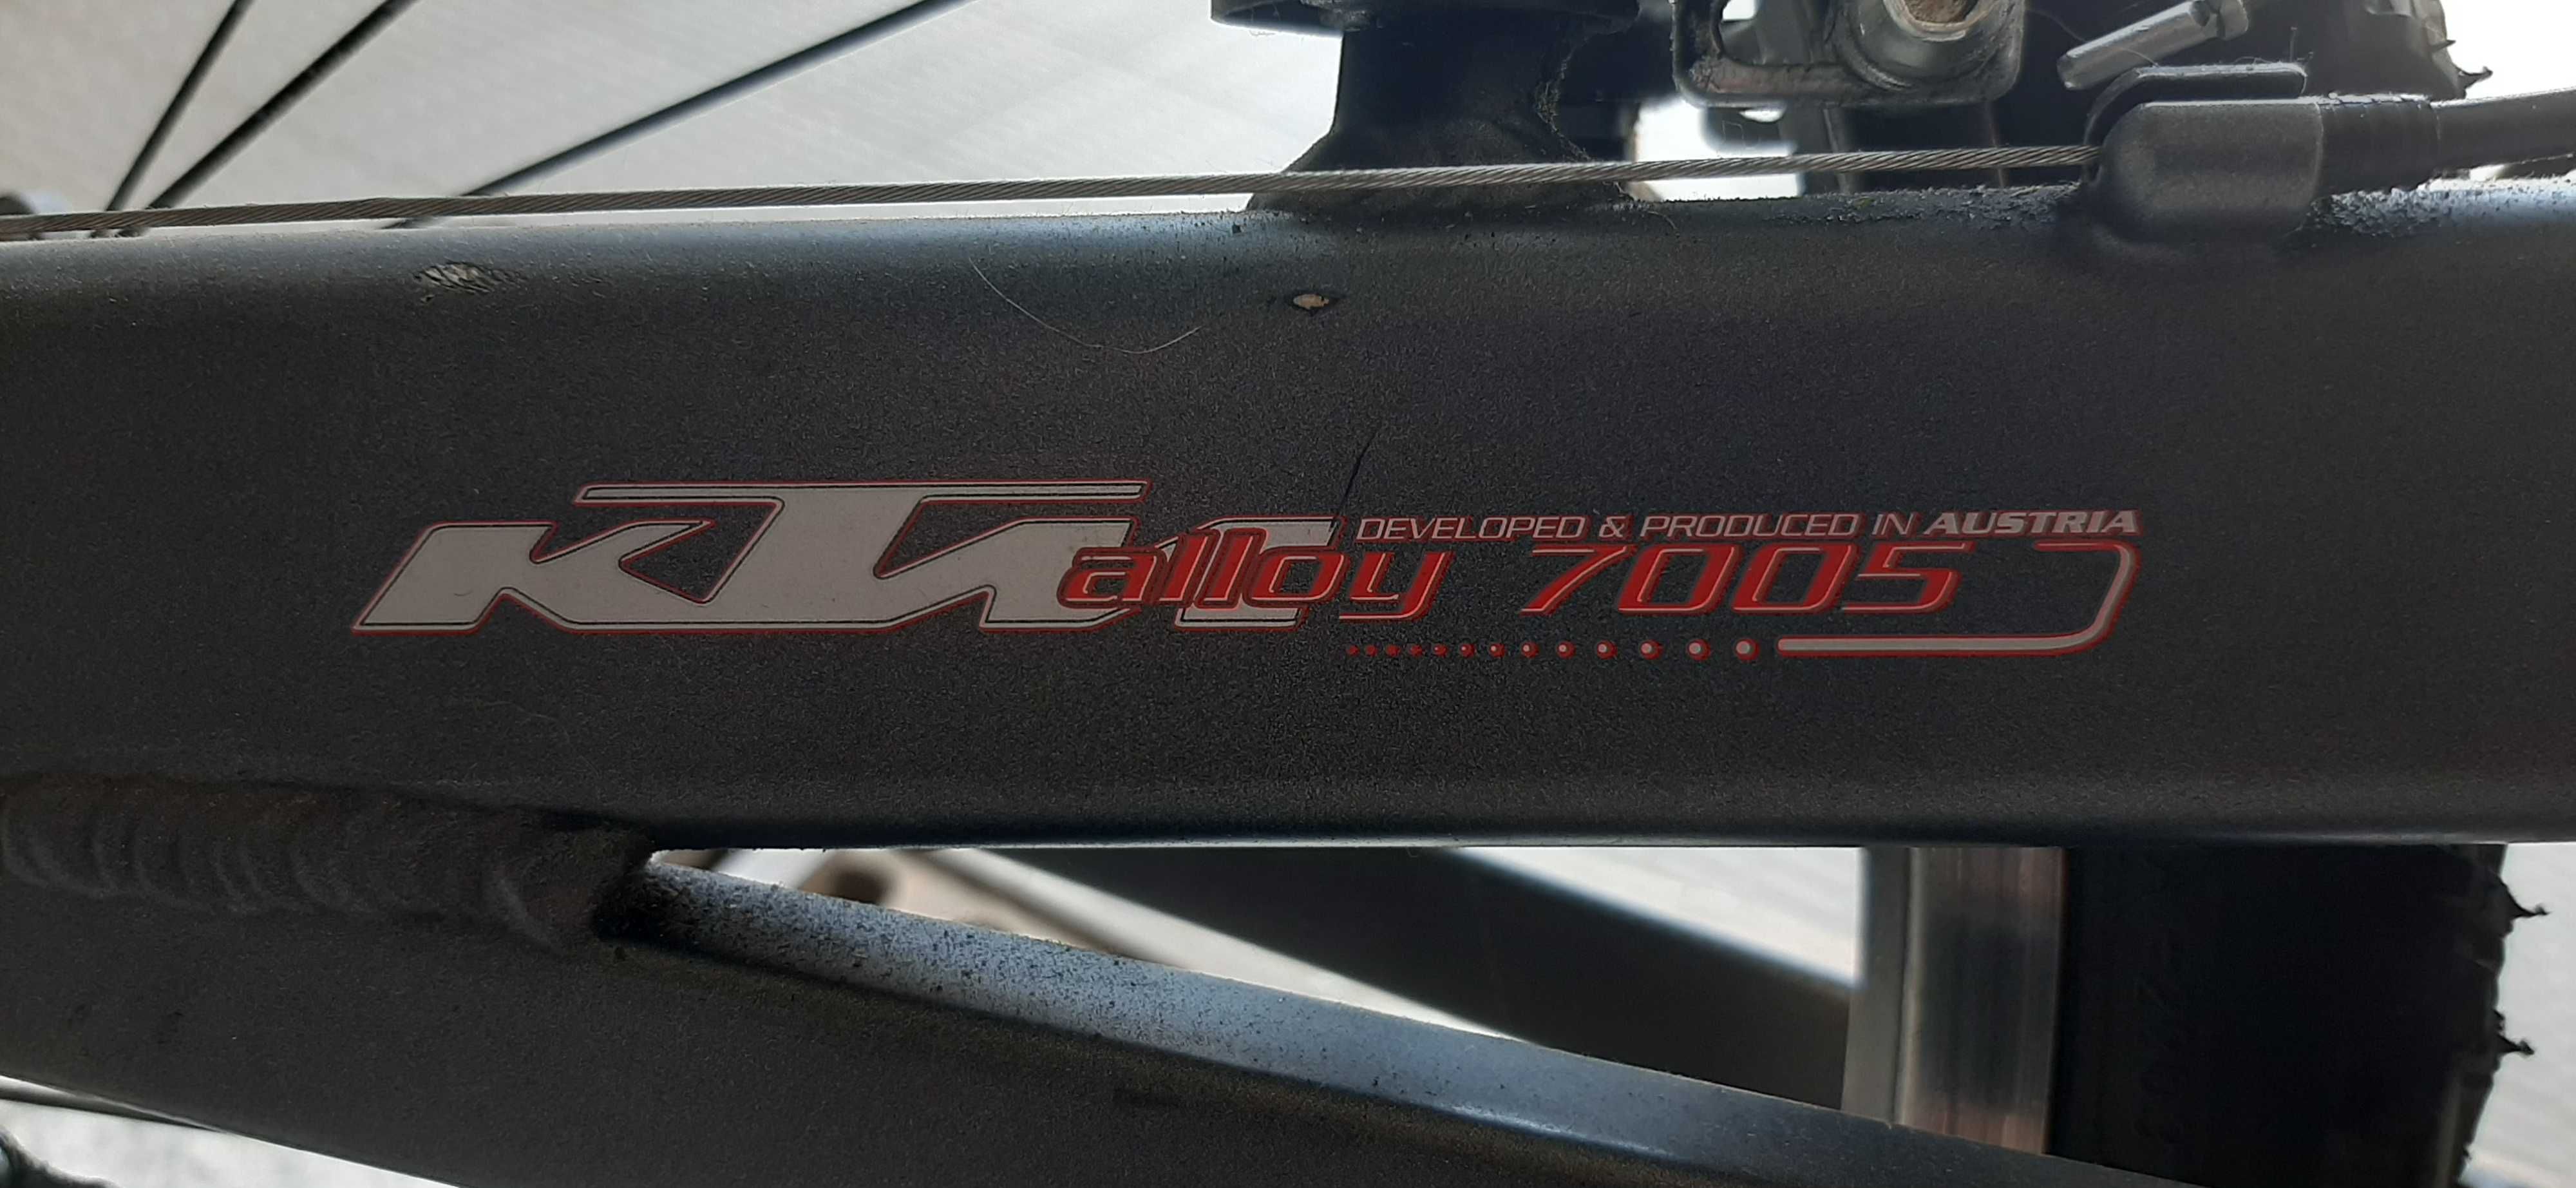 KTM
DEVELOPED & PRODUCED IN AUSTRIA
alloy 7005